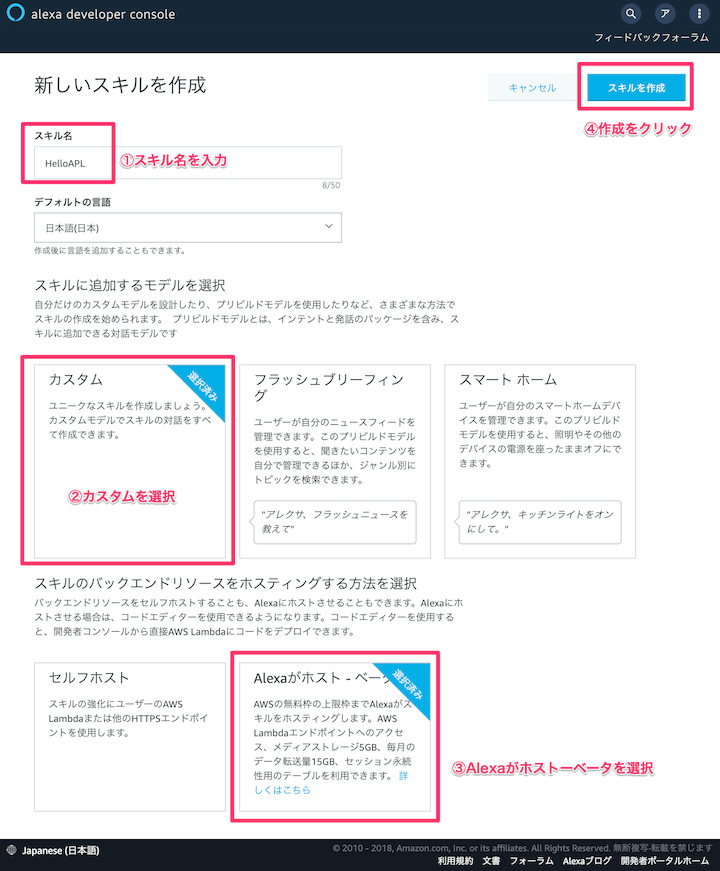 alexa developer console
ア
フィードバックフォーラム
新しいスキルを作成
キャンセル
スキルを作成
④作成をクリック
スキル名
HelloAPL
①スキル名を入力
8/50
デフォルトの言語
日本語(日本)
作成後に言語を追加することもできます。
スキルに追加するモデルを選択
自分だけのカスタムモデルを設計したり、プリビルドモデルを使用したりなど、さまざまな方法で
スキルの作成を始められます。 プリビルドモデルとは、インテントと発話のパッケージを含み、ス
キルに追加できる対話モデルです
カスタム
選択済み
ユニークなスキルを作成しましょう。
カスタムモデルでスキルの対話をすべ
て作成できます。
②カスタムを選択
フラッシュブリーフィン
グ
ユーザーが自分のニュースフィードを
管理できます。このプリビルドモデル
を使用すると、聞きたいコンテンツを
自分で管理できるほか、ジャンル別に
トピックを検索できます。
"アレクサ、フラッシュニュースを
教えて"
スマート ホーム
ユーザーが自分のスマートホームデバ
イスを管理できます。このプリビルド
モデルを使用すると、照明やその他の
デバイスの電源を座ったままオフにで
きます。
"アレクサ、キッチンライトをオン
にして。"
スキルのバックエンドリソースをホスティングする方法を選択
バックエンドリソースをセルフホストすることも、Alexaにホストさせることもできます。Alexaにホ
ストさせる場合は、コードエディターを使用できるようになります。コードエディターを使用する
と、開発者コンソールから直接AWS Lambdaにコードをデプロイできます。
セルフホスト
スキルの強化にユーザーのAWS
Lambdaまたは他のHTTPSエンドポイ
ントを使用します。
Alexaがホスト - ベー
選択済み
AWSの無料枠の上限枠までAlexaがス
キルをホスティングします。AWS
Lambdaエンドポイントへのアクセ
ス、メディアストレージ5GB、毎月の
データ転送量15GB、セッション永続
性用のテーブルを利用できます。 詳
しくはこちら
③Alexaがホストーベータを選択
Japanese (日本語)
© 2010 - 2018, Amazon.com, Inc. or its affiliates. All Rights Reserved. 無断複写・転載を禁じます
利用規約 文書 フォーラム Alexaブログ 開発者ポータルホーム